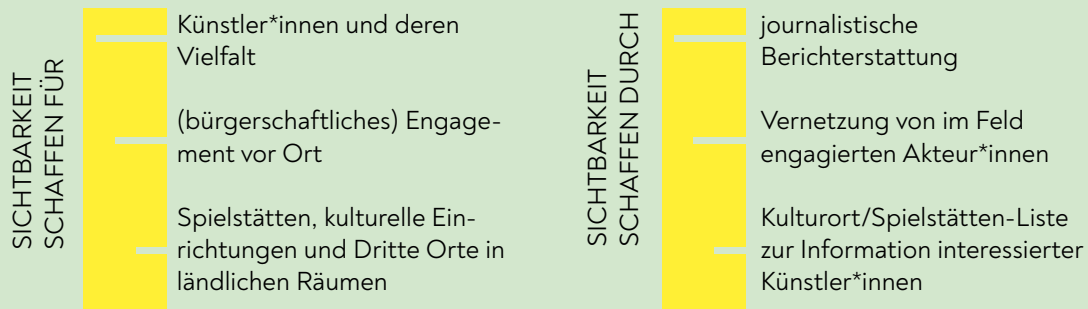 SICHTBARKEIT
SCHAFFEN FÜR
Künstler*innen und deren
Vielfalt
(bürgerschaftliches) Engage-
ment vor Ort
Spielstätten, kulturelle Ein-
richtungen und Dritte Orte in
ländlichen Räumen
SICHTBARKEIT
SCHAFFEN DURCH
journalistische
Berichterstattung
Vernetzung von im Feld
engagierten Akteur*innen
Kulturort/Spielstätten-Liste
zur Information interessierter
Künstler*innen